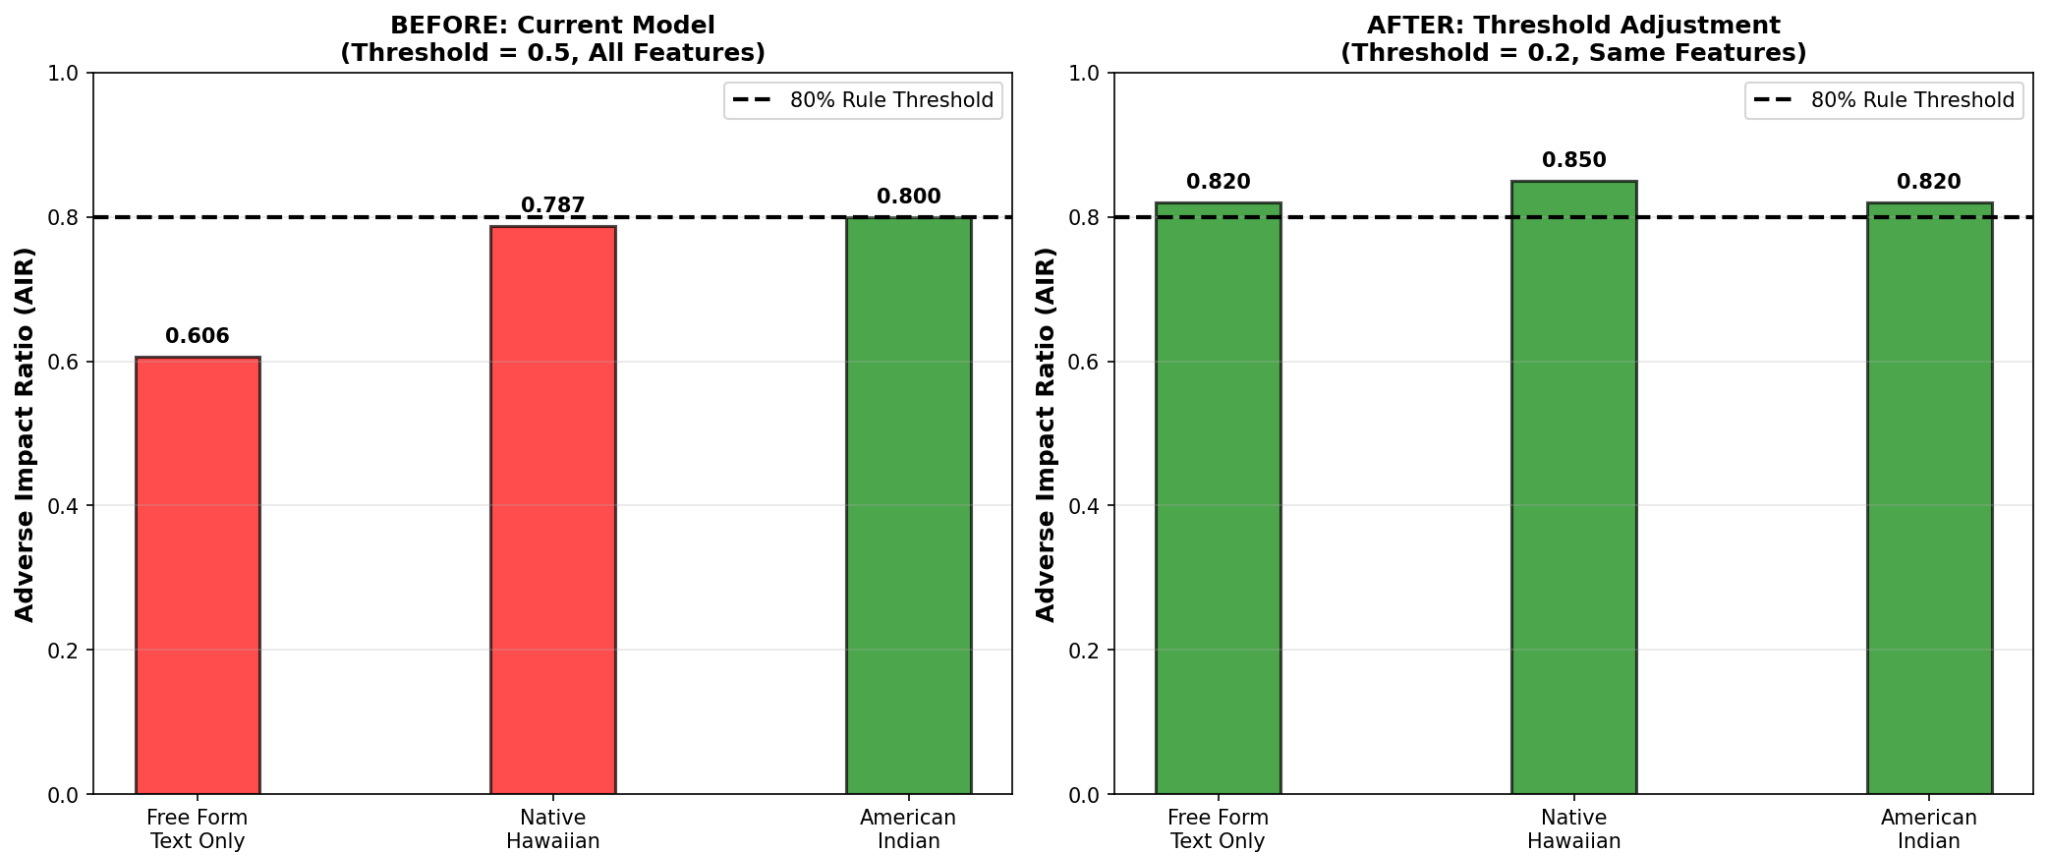 BEFORE: Current Model
(Threshold = 0.5, All Features)
80% Rule Threshold
Adverse Impact Ratio (AIR)
1.0
0.8
0.6
0.4
0.2
0.0
0.606
0.787
0.800
Free Form
Text Only
Native
Hawaiian
American
Indian
AFTER: Threshold Adjustment
(Threshold = 0.2, Same Features)
80% Rule Threshold
Adverse Impact Ratio (AIR)
1.0
0.8
0.6
0.4
0.2
0.0
0.820
0.850
0.820
Free Form
Text Only
Native
Hawaiian
American
Indian